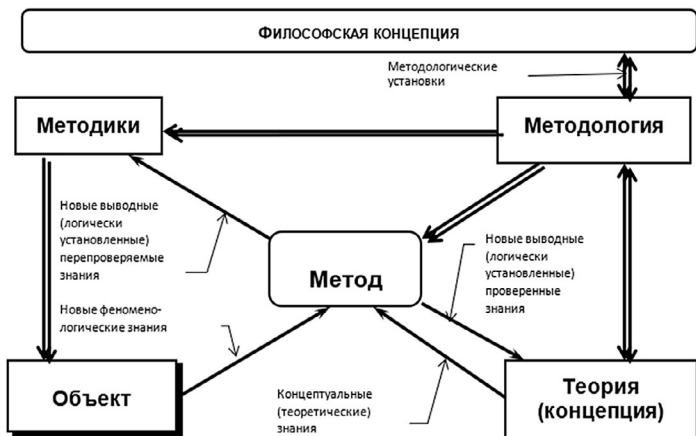 ФИЛОСОФСКАЯ КОНЦЕПЦИЯ
Методологические
установки
Методики
Методология
Новые выводные
(логически
установленные)
перепроверяемые
знания
Метод
Новые выводные
(логически
установленные)
проверенные
знания
Новые феномено-
логические знания
Объект
Концептуальные
(теоретические)
знания
Теория
(концепция)